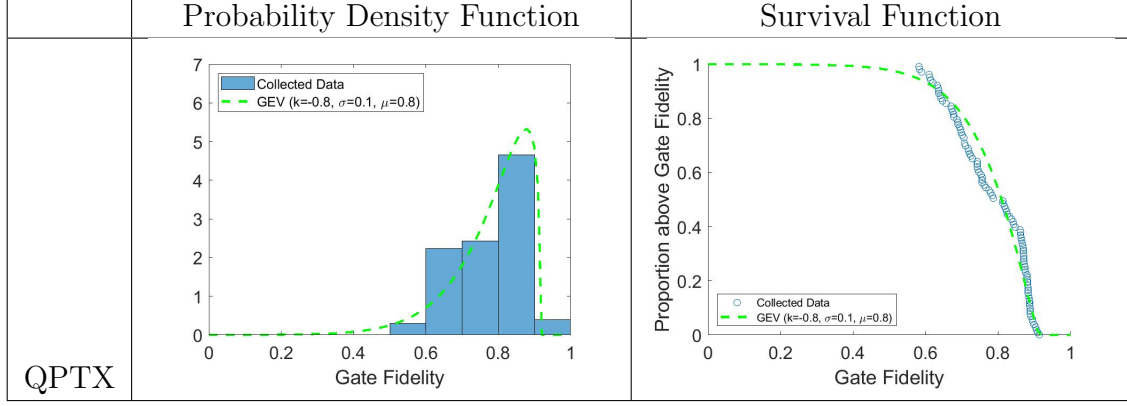 Probability Density Function
Survival Function
7
6
5
4
3
2
1
0
Collected Data
GEV (k=-0.8, σ=0.1, μ=0.8)
0 0.2 0.4 0.6 0.8 1
Gate Fidelity
Proportion above Gate Fidelity
1
0.8
0.6
0.4
0.2
0
Collected Data
GEV (k=-0.8, σ=0.1, μ=0.8)
0 0.2 0.4 0.6 0.8 1
Gate Fidelity
QPTX